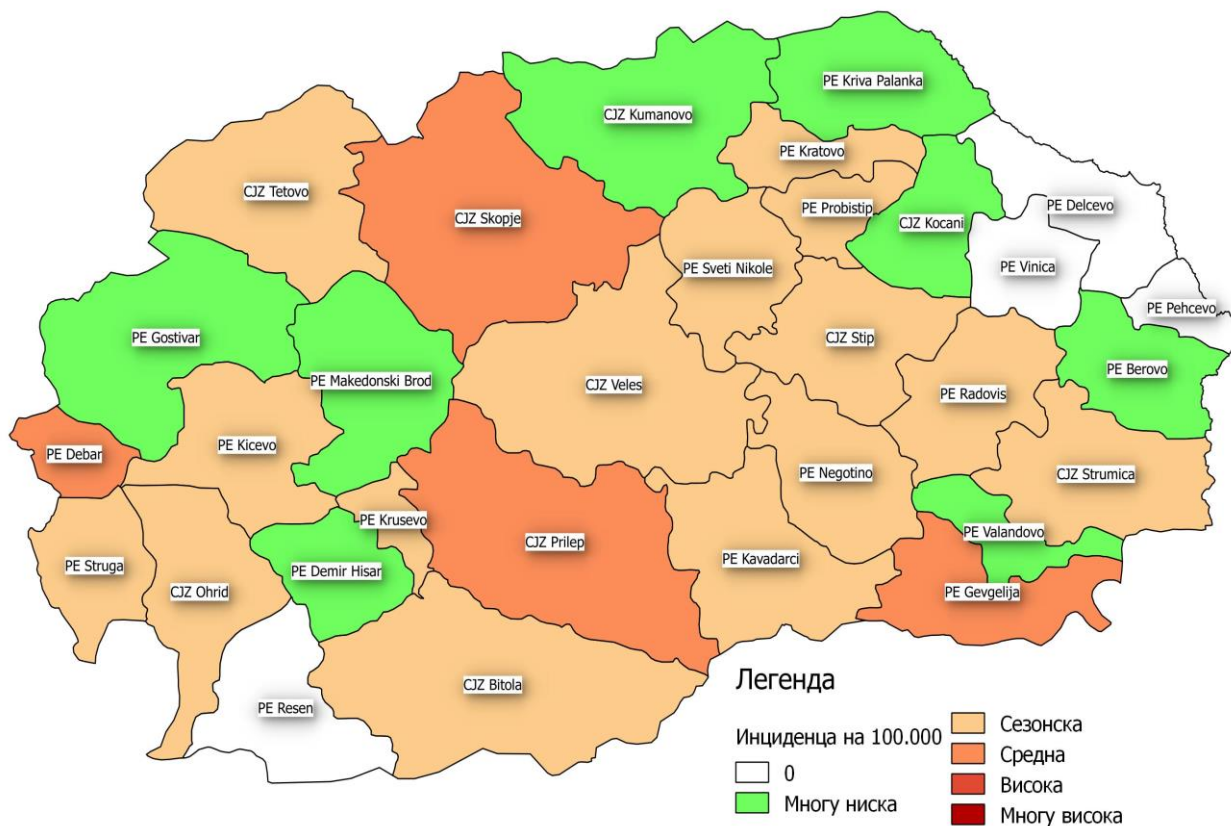 PE Kriva Palanka
CJZ Kumanovo
PE Kratovo
CJZ Tetovo
PE Delcevo
PE Probistip
CJZ Skopje
CJZ Kocani
PE Vinica
PE Sveti Nikole
PE Pehcevo
PE Gostivar
CJZ Stip
PE Berovo
PE Makedonski Brod
CJZ Veles
PE Radovis
PE Kicevo
PE Debar
PE Negotino
CJZ Strumica
PE Krusevo
PE Valandovo
CJZ Prilep
PE Kavadarci
PE Struga
PE Demir Hisar
CJZ Ohrid
PE Gevgelija
CJZ Bitola
PE Resen
Легенда
Инциденца на 100.000
0
Многу ниска
Сезонска
Средна
Висока
Многу висока